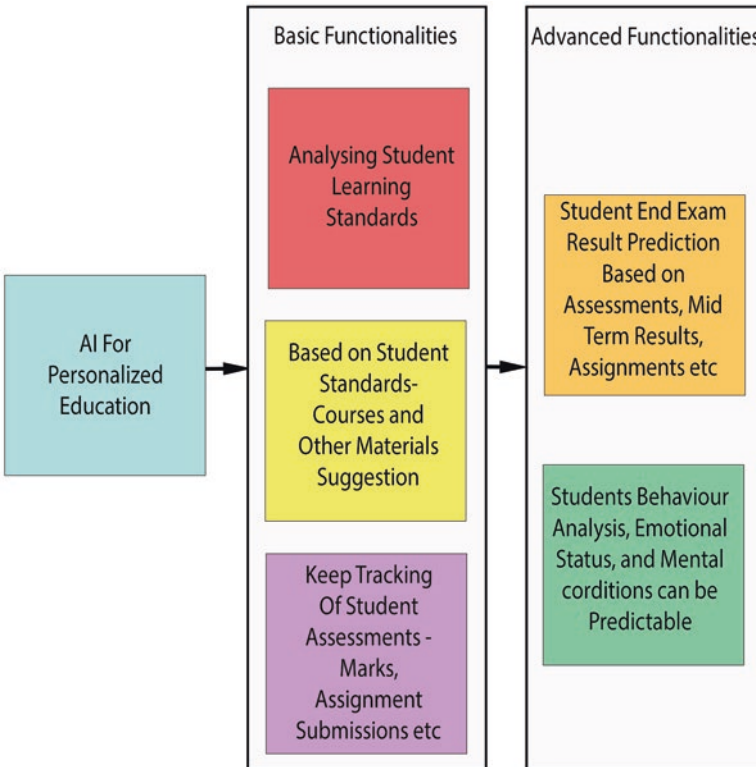 AI For
Personalized
Education
Basic Functionalities
Analysing Student
Learning
Standards
Based on Student
Standards-
Courses and
Other Materials
Suggestion
Keep Tracking
Of Student
Assessments -
Marks,
Assignment
Submissions etc
Advanced Functionalities
Student End Exam
Result Prediction
Based on
Assessments, Mid
Term Results,
Assignments etc
Students Behaviour
Analysis, Emotional
Status, and Mental
corditions can be
Predictable